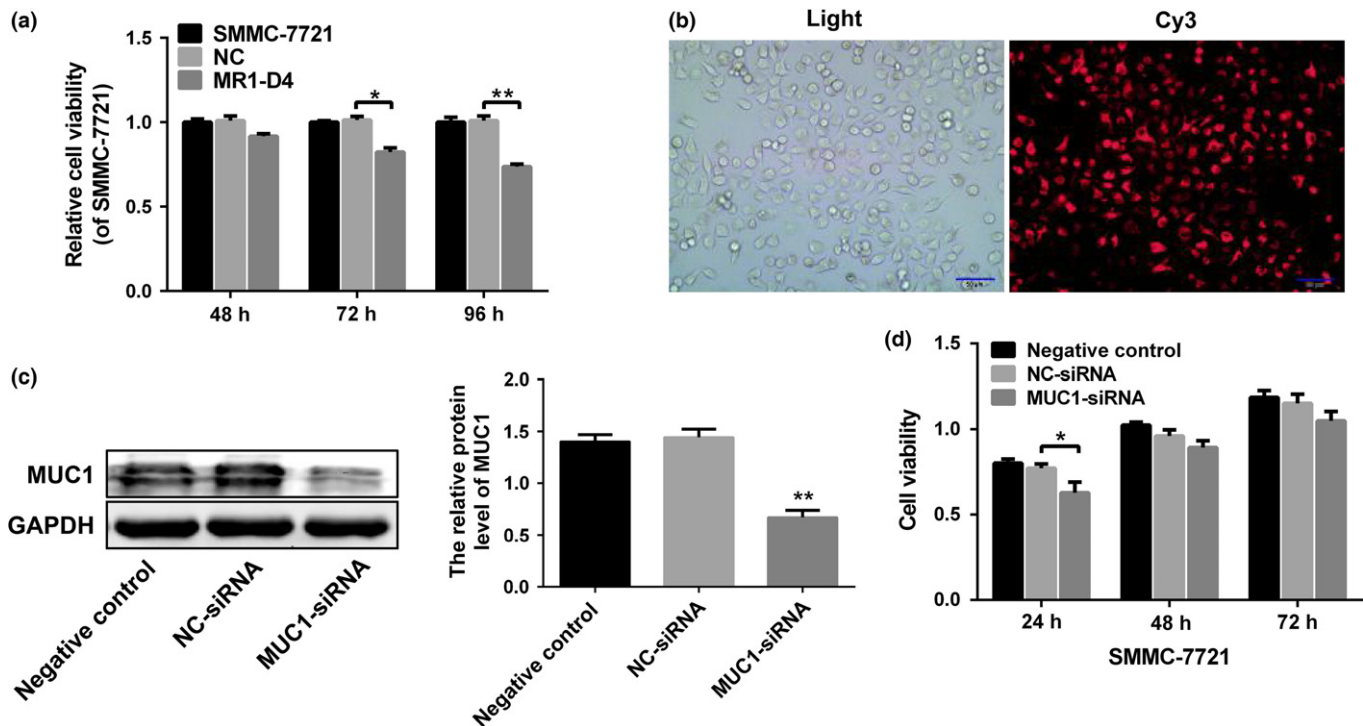 (a)
SMMC-7721
NC
MR1-D4
Relative cell viability
(of SMMC-7721)
1.5
1.0
0.5
0.0
*
**
48 h
72 h
96 h
(b)
Light
Cy3
50 μm
(c)
MUC1
GAPDH
Negative control
NC-siRNA
MUC1-siRNA
The relative protein
level of MUC1
2.0
1.5
1.0
0.5
0.0
**
Negative control
NC-siRNA
MUC1-siRNA
(d)
Negative control
NC-siRNA
MUC1-siRNA
Cell viability
1.5
1.0
0.5
0.0
*
24 h
48 h
72 h
SMMC-7721